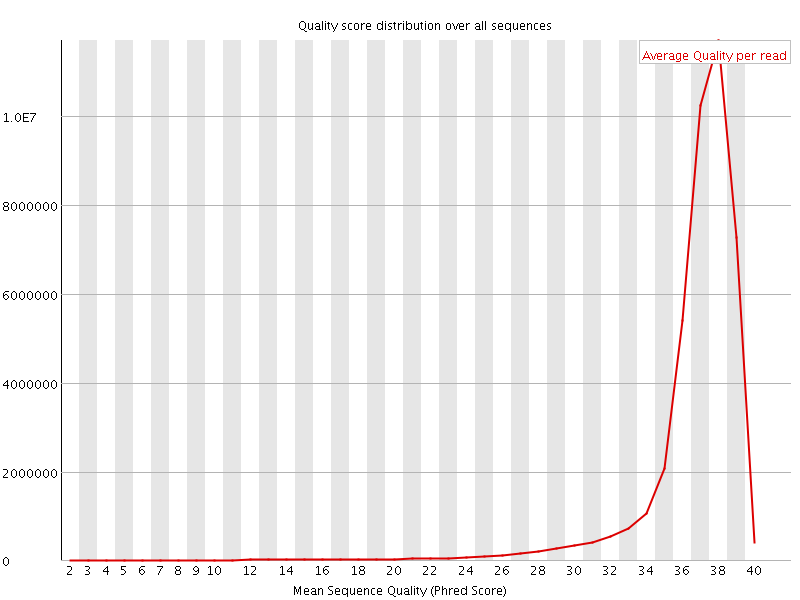 Quality score distribution over all sequences
Average Quality per read
1.0E7
8000000
6000000
4000000
2000000
0
2 3 4 5 6 7 8 9 10 12 14 16 18 20 22 24 26 28 30 32 34 36 38 40
Mean Sequence Quality (Phred Score)